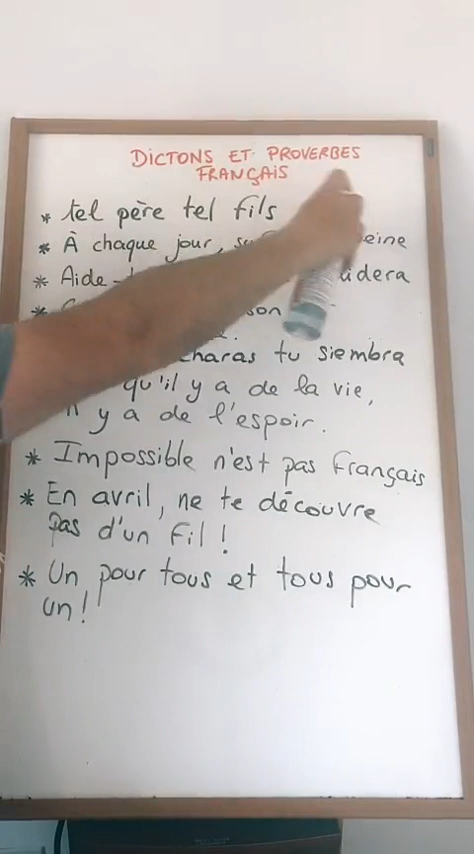 DICTONS ET PROVERBES
FRANÇAIS
* tel père tel fils
* À chaque jour, eine
* Aide- idera
* son
charas tu siembra
qu'il y a de la vie,
y a de l'espoir.
* Impossible n'est pas français
* En avril, ne te découvre
pas d'un fil !
* Un pour tous et tous pour
un !